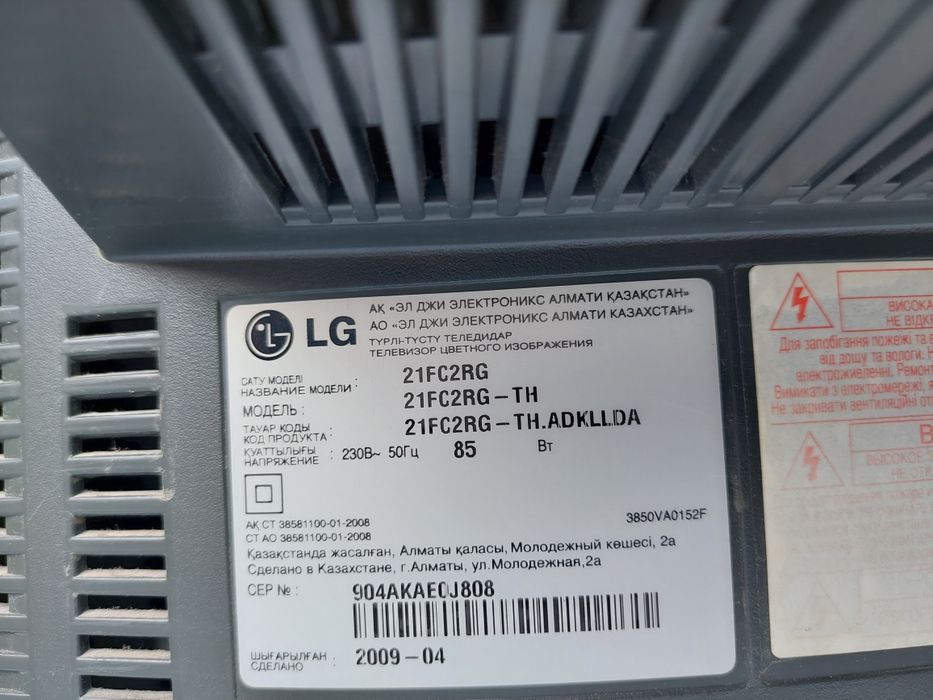 LG
АҚ «ЭЛ ДЖИ ЭЛЕКТРОНИКС АЛМАТИ ҚАЗАҚСТАН»
АО «ЭЛ ДЖИ ЭЛЕКТРОНИКС АЛМАТИ КАЗАХСТАН»
ТҮРЛІ-ТҮСТҮ ТЕЛЕДИДАР
ТЕЛЕВИЗОР ЦВЕТНОГО ИЗОБРАЖЕНИЯ
САТУ МОДЕЛІ
НАЗВАНИЕ МОДЕЛИ : 21FC2RG
МОДЕЛЬ : 21FC2RG-TH
ТАУАР КОДЫ
КОД ПРОДУКТА : 21FC2RG-TH.ADKLLDA
ҚУАТТЫЛЫҒЫ
НАПРЯЖЕНИЕ : 230В~ 50Гц 85 Вт
АҚ СТ 38581100-01-2008
СТ АО 38581100-01-2008
3850VA0152F
Қазақстанда жасалған, Алматы қаласы, Молодежный көшесі, 2а
Сделано в Казахстане, г.Алматы, ул.Молодежная,2а
СЕР № : 904AKAE0J808
ШЫҒАРЫЛҒАН
СДЕЛАНО : 2009-04
ВИСОКА
НЕ ВІДК
Для запобігання пожежі та в
від дощу та вологи. Н
електроживленні. Ремонт
Вимикати з електромережі, я
Не закривати вентиляційні от
ВЫСОКОЕ
НЕ ОТ